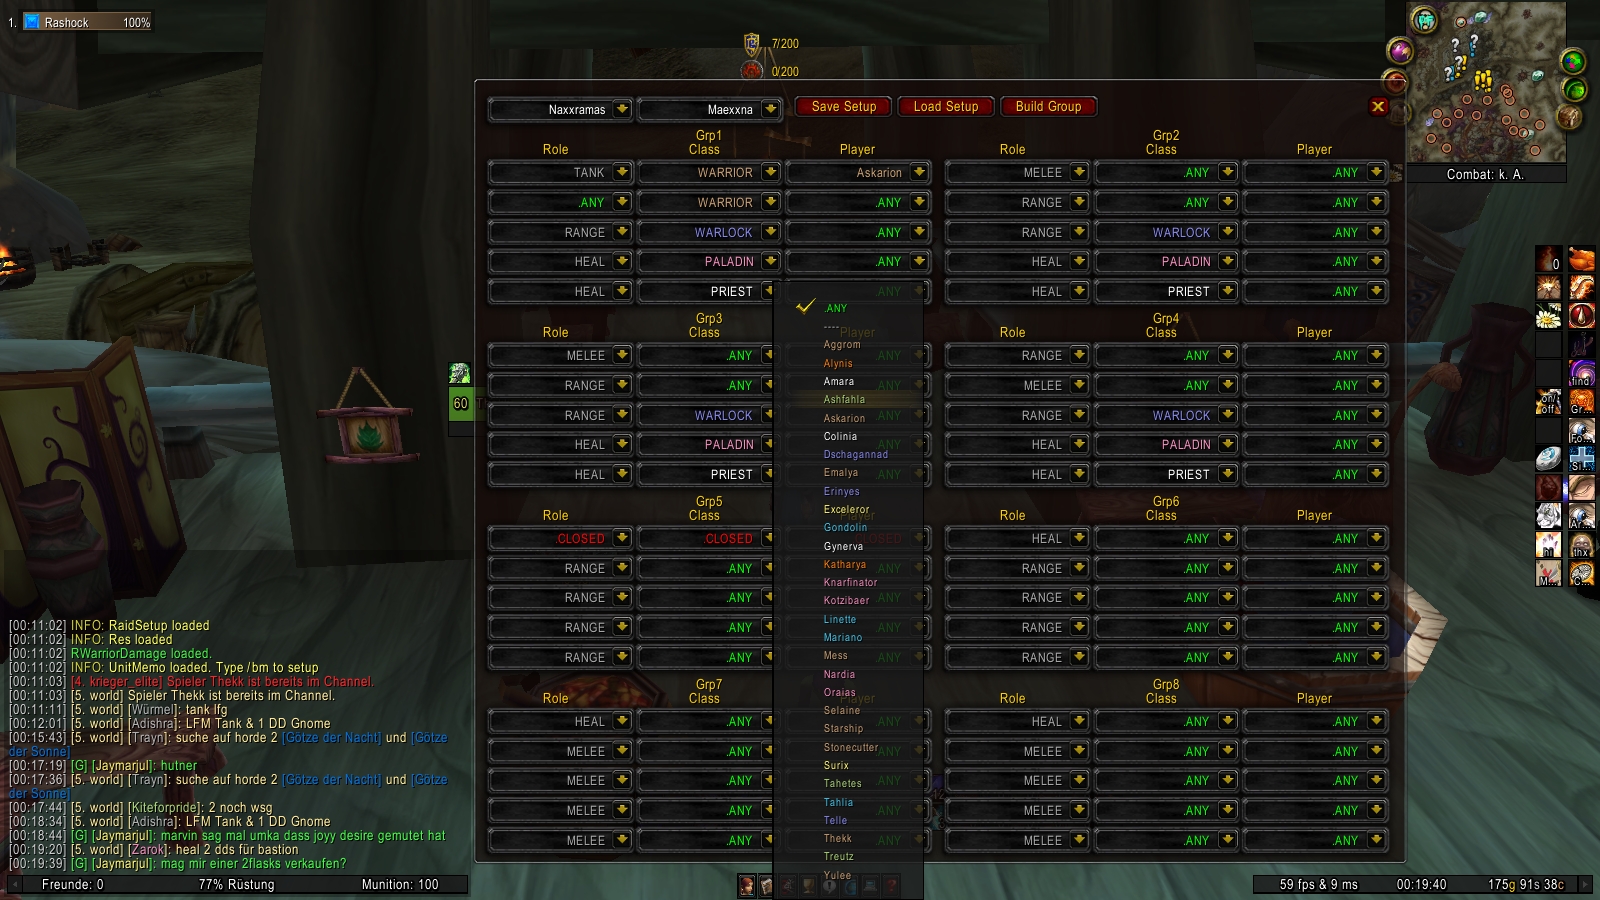 1. Rashock 100%
7/200
0/200
Naxxramas Maexxna Save Setup Load Setup Build Group
Grp1
Role Class Player
TANK WARRIOR Askarion
.ANY WARRIOR .ANY
RANGE WARLOCK .ANY
HEAL PALADIN .ANY
HEAL PRIEST .ANY
Grp2
Role Class Player
MELEE .ANY .ANY
RANGE .ANY .ANY
RANGE WARLOCK .ANY
HEAL PALADIN .ANY
HEAL PRIEST .ANY
Grp3
Role Class Player
MELEE .ANY
RANGE .ANY
RANGE WARLOCK
HEAL PALADIN
HEAL PRIEST
Grp4
Role Class Player
RANGE .ANY .ANY
MELEE .ANY .ANY
RANGE WARLOCK .ANY
HEAL PALADIN .ANY
HEAL PRIEST .ANY
Grp5
Role Class
.CLOSED .CLOSED
RANGE .ANY
RANGE .ANY
RANGE .ANY
RANGE .ANY
Grp6
Role Class Player
HEAL .ANY .ANY
RANGE .ANY .ANY
RANGE .ANY .ANY
RANGE .ANY .ANY
RANGE .ANY .ANY
Grp7
Role Class
HEAL .ANY
MELEE .ANY
MELEE .ANY
MELEE .ANY
MELEE .ANY
Grp8
Role Class Player
HEAL .ANY .ANY
MELEE .ANY .ANY
MELEE .ANY .ANY
MELEE .ANY .ANY
MELEE .ANY .ANY
.ANY
----
Aggrom
Alynis
Amara
Ashfahla
Askarion
Colinia
Dschagannad
Emalya
Erinyes
Exceleror
Gondolin
Gynerva
Katharya
Knarfinator
Kotzibaer
Linette
Mariano
Mess
Nardia
Oraias
Selaine
Starship
Stonecutter
Surix
Tahetes
Tahlia
Telle
Thekk
Treutz
Yulee
60
Combat: k. A.
0
find
on/
off
Gr...
Fo...
Si...
Ar...
m
thx
M...
C...
[00:11:02] INFO: RaidSetup loaded
[00:11:02] INFO: Res loaded
[00:11:02] RWarriorDamage loaded.
[00:11:02] INFO: UnitMemo loaded. Type /bm to setup
[00:11:03] [4. krieger_elite] Spieler Thekk ist bereits im Channel.
[00:11:03] [5. world] Spieler Thekk ist bereits im Channel.
[00:11:11] [5. world] [Würmel]: tank lfg
[00:12:01] [5. world] [Adishra]: LFM Tank & 1 DD Gnome
[00:15:43] [5. world] [Trayn]: suche auf horde 2 [Götze der Nacht] und [Götze
der Sonne]
[00:17:19] [G] [Jaymarjul]: hutner
[00:17:36] [5. world] [Trayn]: suche auf horde 2 [Götze der Nacht] und [Götze
der Sonne]
[00:17:44] [5. world] [Kiteforpride]: 2 noch wsg
[00:18:34] [5. world] [Adishra]: LFM Tank & 1 DD Gnome
[00:18:44] [G] [Jaymarjul]: marvin sag mal umka dass joyy desire gemutet hat
[00:19:20] [5. world] [Zarok]: heal 2 dds für bastion
[00:19:39] [G] [Jaymarjul]: mag mir einer 2flasks verkaufen?
Freunde: 0 77% Rüstung Munition: 100
59 fps & 9 ms 00:19:40 175g 91s 38c